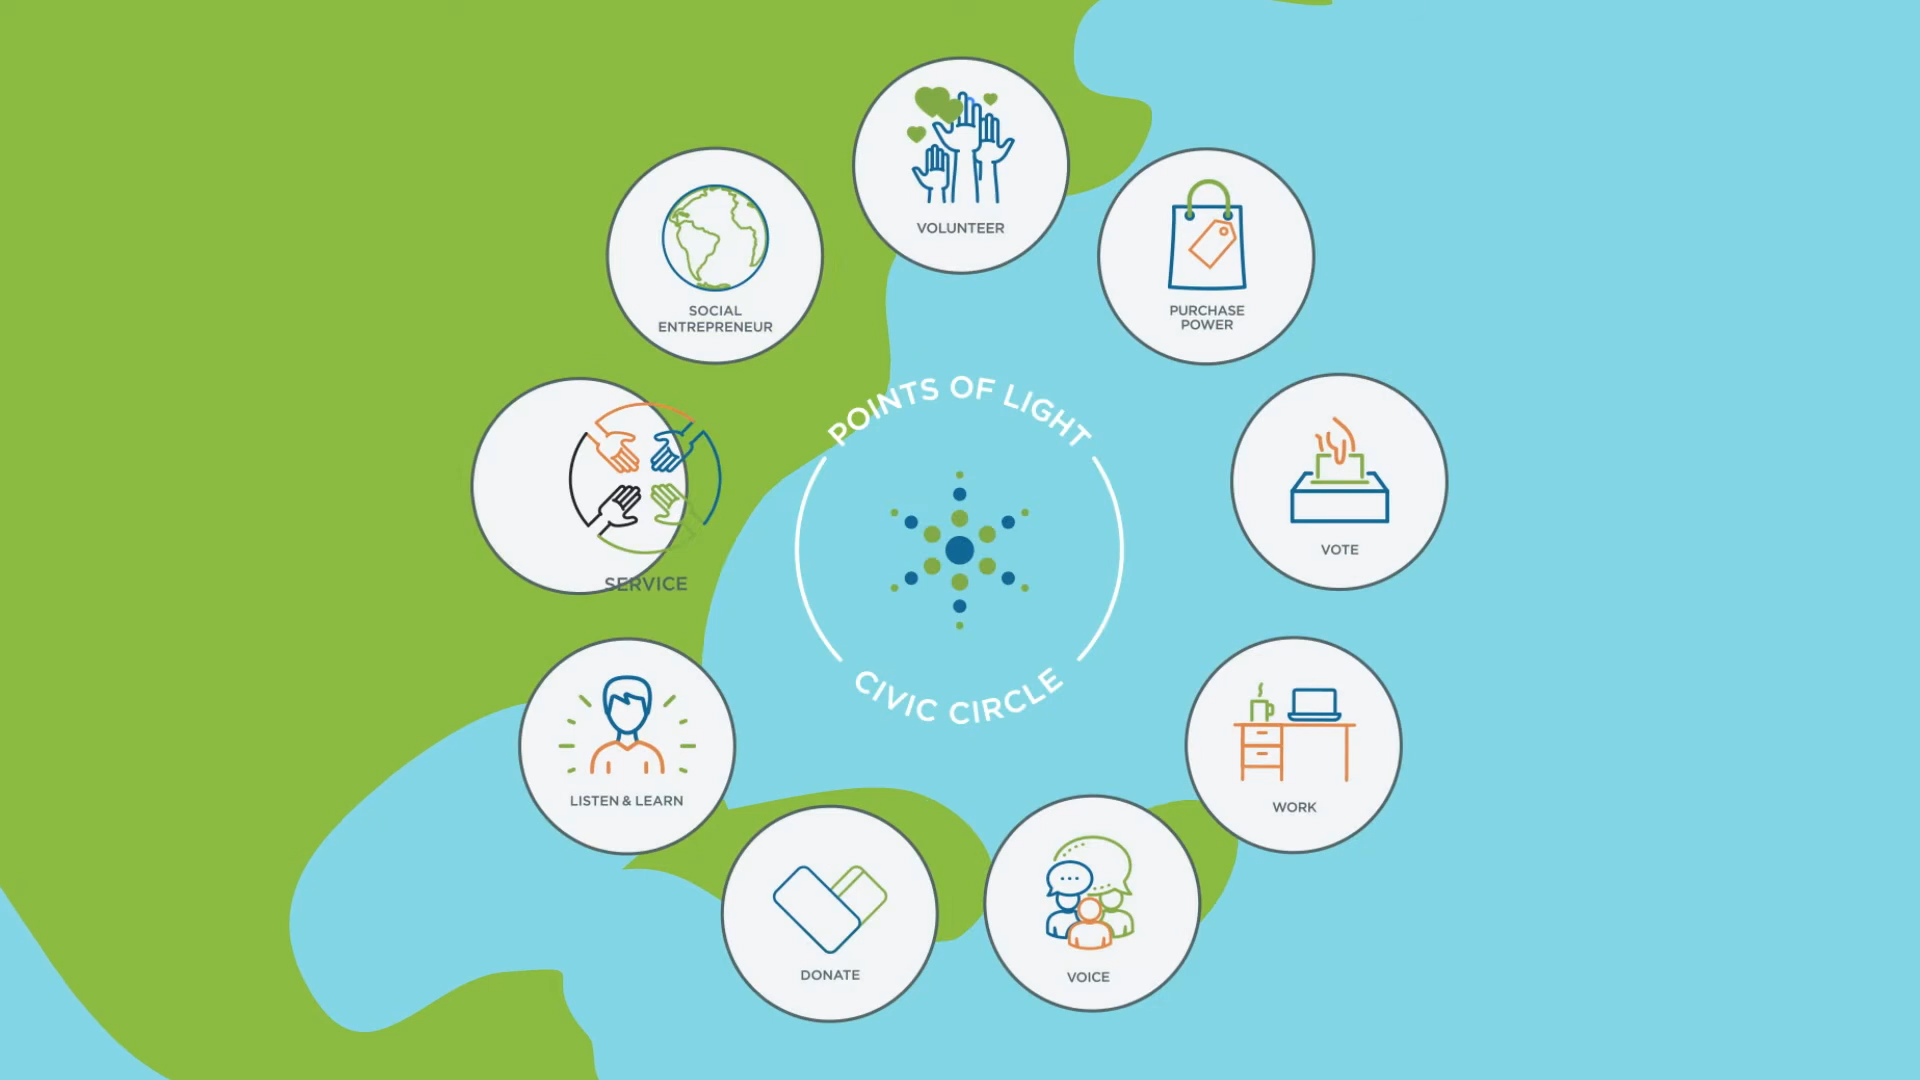 VOLUNTEER
SOCIAL
ENTREPRENEUR
PURCHASE
POWER
POINTS OF LIGHT
VOTE
SERVICE
CIVIC CIRCLE
LISTEN & LEARN
WORK
DONATE
VOICE